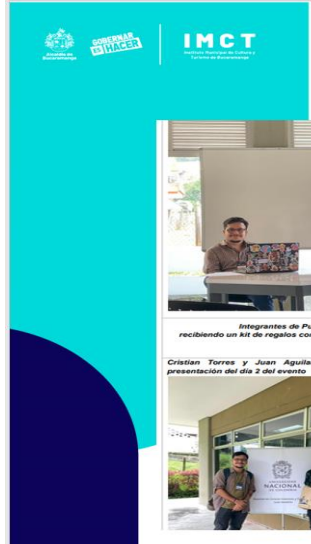 Alcaldía de
Bucaramanga
GOBERNAR
ES HACER
IMCT
Instituto Municipal de Cultura y
Turismo de Bucaramanga
Integrantes de Pu
recibiendo un kit de regalos co
Cristian Torres y Juan Aguila
presentación del día 2 del evento
UNIVERSIDAD
NACIONAL
DE COLOMBIA